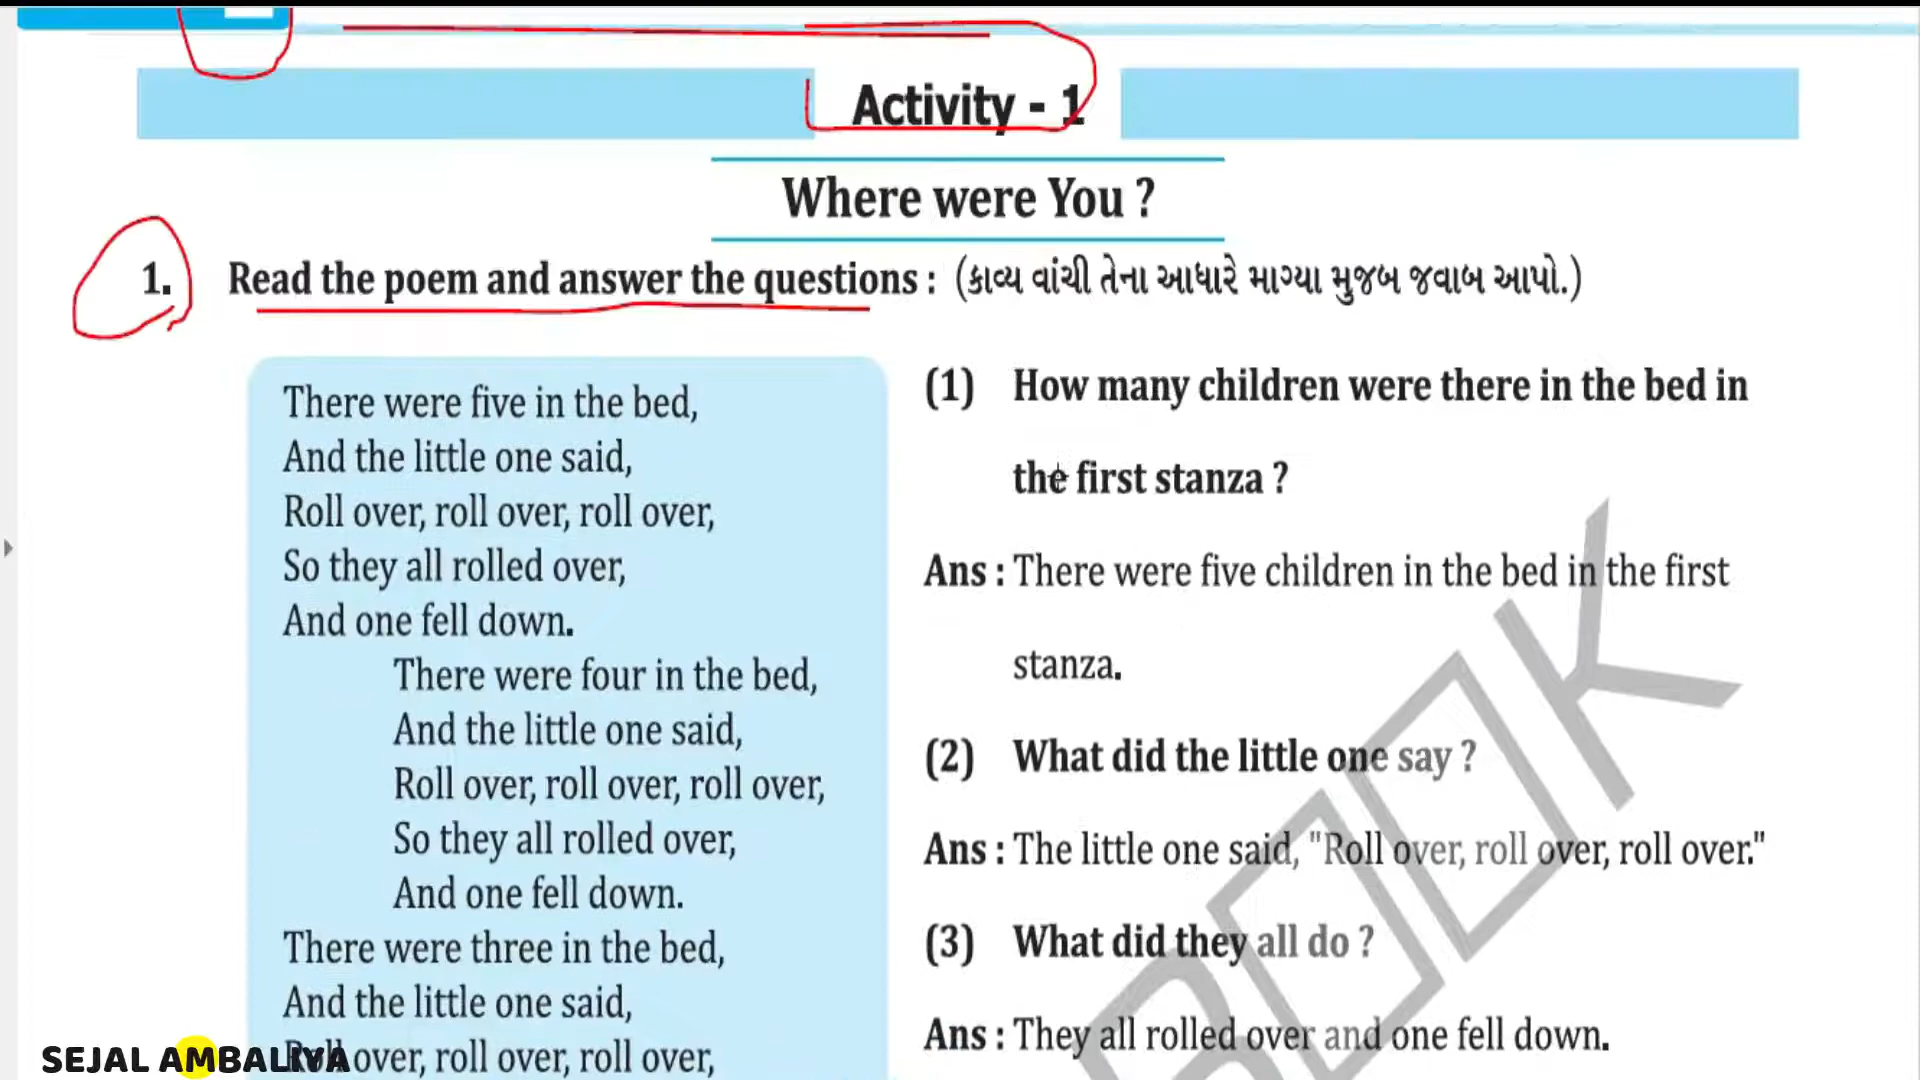 Activity - 1
Where were You ?
1. Read the poem and answer the questions : (કાવ્ય વાંચી તેના આધારે માગ્યા મુજબ જવાબ આપો.)
There were five in the bed,
And the little one said,
Roll over, roll over, roll over,
So they all rolled over,
And one fell down.
There were four in the bed,
And the little one said,
Roll over, roll over, roll over,
So they all rolled over,
And one fell down.
There were three in the bed,
And the little one said,
Roll over, roll over, roll over,
(1) How many children were there in the bed in
the first stanza ?
Ans : There were five children in the bed in the first
stanza.
(2) What did the little one say ?
Ans : The little one said, "Roll over, roll over, roll over."
(3) What did they all do ?
Ans : They all rolled over and one fell down.
SEJAL AMBALIYA